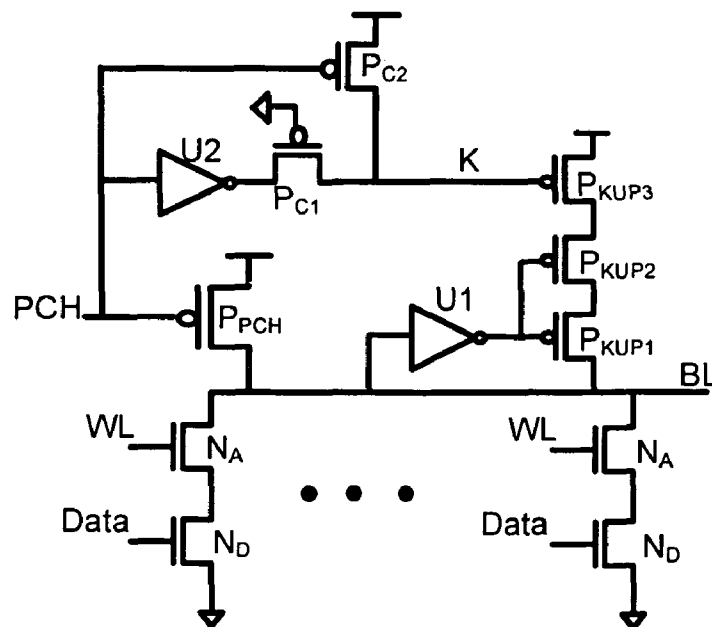 PC2
U2
PC1
K
PKUP3
PKUP2
PCH
PPCH
U1
PKUP1
BL
WL
NA
WL
NA
Data
ND
Data
ND